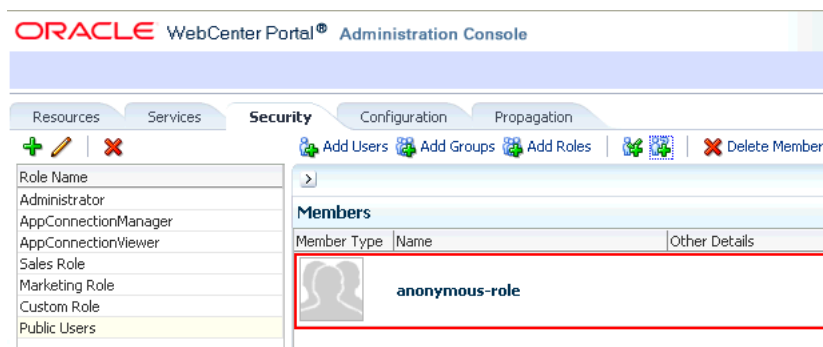 ORACLE WebCenter Portal® Administration Console
Resources Services Security Configuration Propagation
Add Users Add Groups Add Roles Delete Member
Role Name
Administrator
AppConnectionManager
AppConnectionViewer
Sales Role
Marketing Role
Custom Role
Public Users
Members
Member Type Name Other Details
anonymous-role